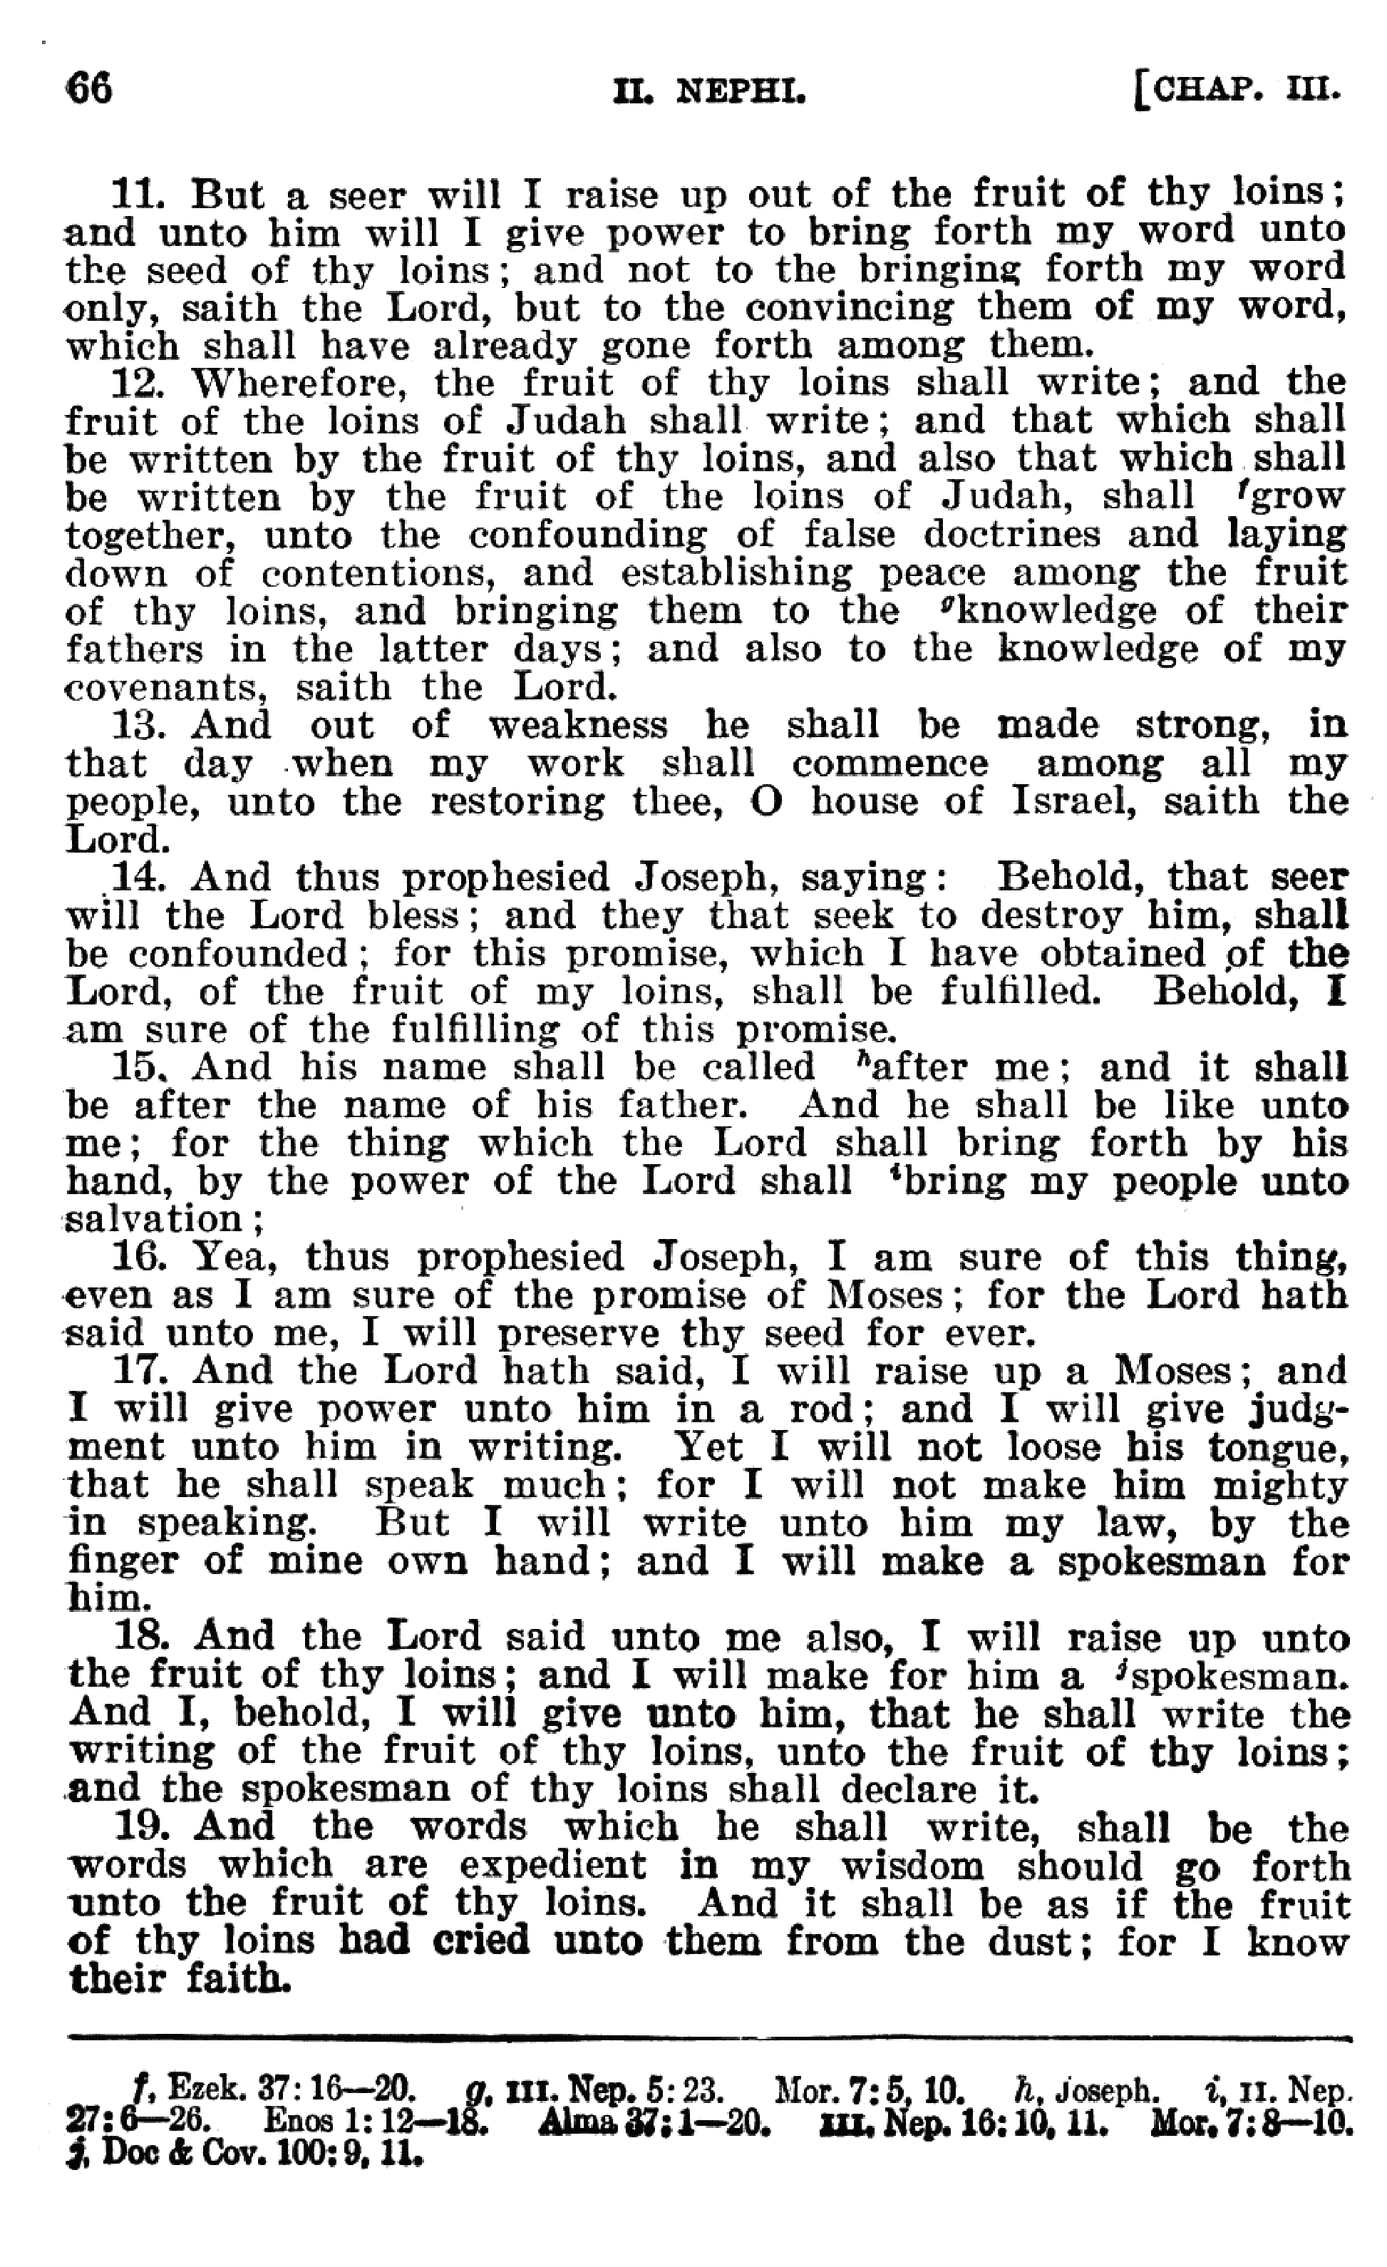 66 II. NEPHI. [CHAP. III.
11. But a seer will I raise up out of the fruit of thy loins;
and unto him will I give power to bring forth my word unto
the seed of thy loins; and not to the bringing forth my word
only, saith the Lord, but to the convincing them of my word,
which shall have already gone forth among them.
12. Wherefore, the fruit of thy loins shall write; and the
fruit of the loins of Judah shall write; and that which shall
be written by the fruit of thy loins, and also that which shall
be written by the fruit of the loins of Judah, shall fgrow
together, unto the confounding of false doctrines and laying
down of contentions, and establishing peace among the fruit
of thy loins, and bringing them to the gknowledge of their
fathers in the latter days; and also to the knowledge of my
covenants, saith the Lord.
13. And out of weakness he shall be made strong, in
that day when my work shall commence among all my
people, unto the restoring thee, O house of Israel, saith the
Lord.
14. And thus prophesied Joseph, saying: Behold, that seer
will the Lord bless; and they that seek to destroy him, shall
be confounded; for this promise, which I have obtained of the
Lord, of the fruit of my loins, shall be fulfilled. Behold, I
am sure of the fulfilling of this promise.
15. And his name shall be called hafter me; and it shall
be after the name of his father. And he shall be like unto
me; for the thing which the Lord shall bring forth by his
hand, by the power of the Lord shall ibring my people unto
salvation;
16. Yea, thus prophesied Joseph, I am sure of this thing,
even as I am sure of the promise of Moses; for the Lord hath
said unto me, I will preserve thy seed for ever.
17. And the Lord hath said, I will raise up a Moses; and
I will give power unto him in a rod; and I will give judg-
ment unto him in writing. Yet I will not loose his tongue,
that he shall speak much; for I will not make him mighty
in speaking. But I will write unto him my law, by the
finger of mine own hand; and I will make a spokesman for
him.
18. And the Lord said unto me also, I will raise up unto
the fruit of thy loins; and I will make for him a jspokesman.
And I, behold, I will give unto him, that he shall write the
writing of the fruit of thy loins, unto the fruit of thy loins;
and the spokesman of thy loins shall declare it.
19. And the words which he shall write, shall be the
words which are expedient in my wisdom should go forth
unto the fruit of thy loins. And it shall be as if the fruit
of thy loins had cried unto them from the dust; for I know
their faith.
f, Ezek. 37:16—20. g, III. Nep. 5:23. Mor. 7:5, 10. h, Joseph. i, II. Nep.
27:6—26. Enos 1:12—18. Alma 37:1—20. III. Nep. 16:10, 11. Mor. 7:8—10.
j, Doc & Cov. 100:9, 11.